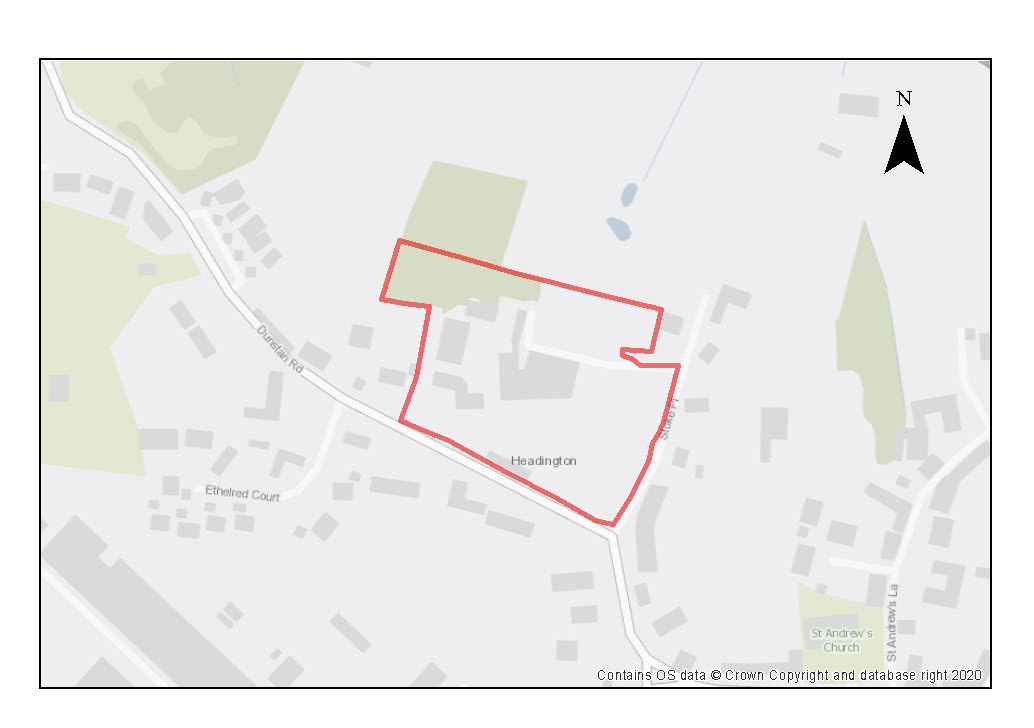 N
Dunstan Rd
Stoke Pl
Headington
Ethelred Court
St Andrew's La
St Andrew's
Church
Contains OS data © Crown Copyright and database right 2020